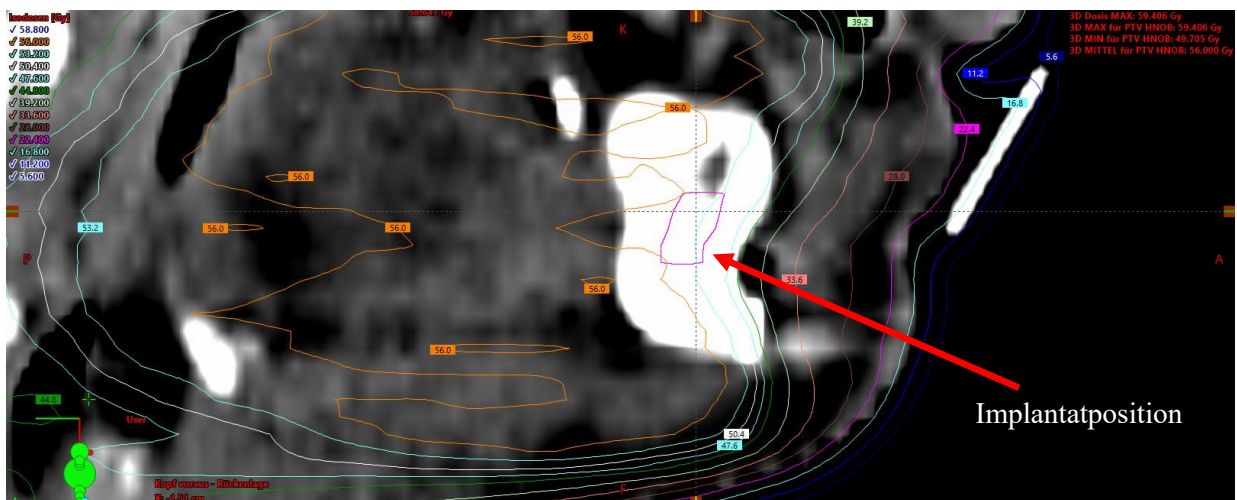 Isodosen [Gy]
✓ 58.800
✓ 56.000
✓ 53.200
✓ 50.400
✓ 47.600
✓ 44.800
✓ 39.200
✓ 33.600
✓ 28.000
✓ 22.400
✓ 16.800
✓ 11.200
✓ 5.600
58.047 Gy
3D Dosis MAX: 59.406 Gy
3D MAX für PTV HNOB: 59.406 Gy
3D MIN für PTV HNOB: 49.705 Gy
3D MITTEL für PTV HNOB: 56.000 Gy
K
39.2
56.0
5.6
11.2
16.8
56.0
22.4
56.0
28.0
53.2
56.0
56.0
P
A
33.6
56.0
56.0
44.8
User
Implantatposition
50.4
47.6
Kopf voraus - Rückenlage
F